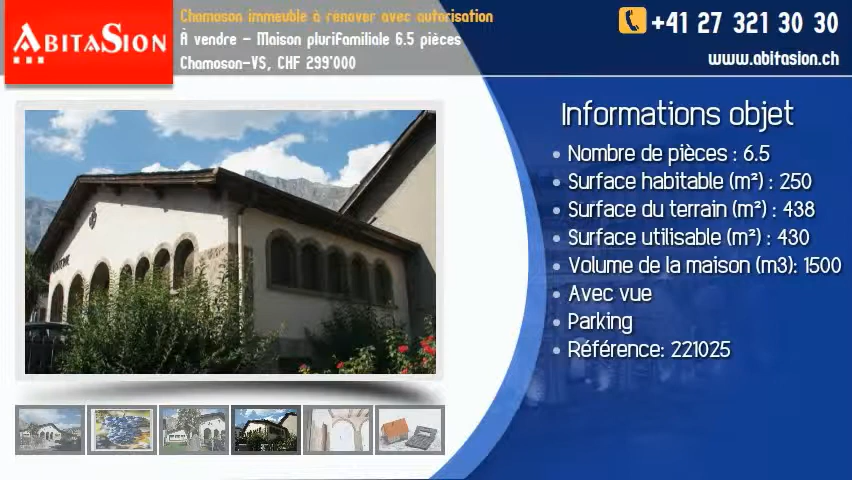 ABITASION
Chamoson immeuble à rénover avec autorisation
À vendre - Maison plurifamiliale 6.5 pièces
Chamoson-VS, CHF 299'000
+41 27 321 30 30
www.abitasion.ch
Informations objet
Nombre de pièces : 6.5
Surface habitable (m²) : 250
Surface du terrain (m²) : 438
Surface utilisable (m²) : 430
Volume de la maison (m3): 1500
Avec vue
Parking
Référence: 221025